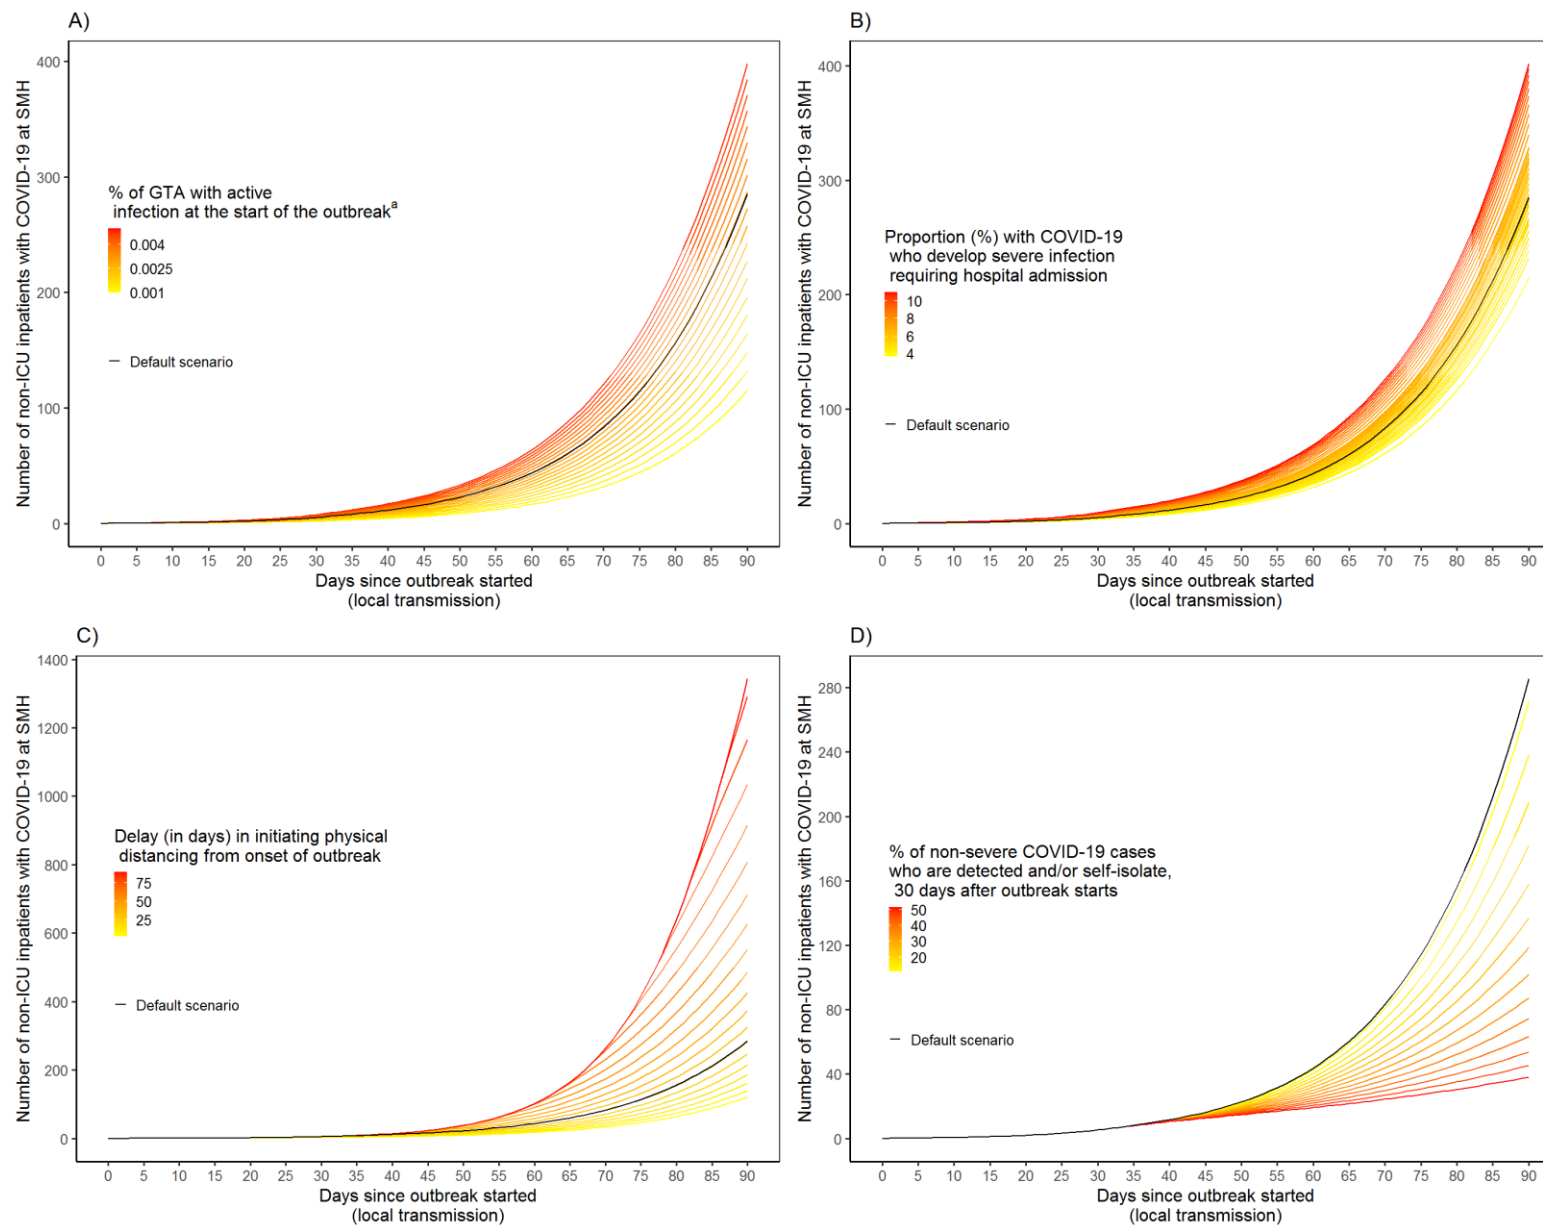 A)
Number of non-ICU inpatients with COVID-19 at SMH
400
300
200
100
0
% of GTA with active
infection at the start of the outbreakᵃ
0.004
0.0025
0.001
Default scenario
0 5 10 15 20 25 30 35 40 45 50 55 60 65 70 75 80 85 90
Days since outbreak started
(local transmission)
B)
Number of non-ICU inpatients with COVID-19 at SMH
400
300
200
100
0
Proportion (%) with COVID-19
who develop severe infection
requiring hospital admission
10
8
6
4
Default scenario
0 5 10 15 20 25 30 35 40 45 50 55 60 65 70 75 80 85 90
Days since outbreak started
(local transmission)
C)
Number of non-ICU inpatients with COVID-19 at SMH
1400
1200
1000
800
600
400
200
0
Delay (in days) in initiating physical
distancing from onset of outbreak
75
50
25
Default scenario
0 5 10 15 20 25 30 35 40 45 50 55 60 65 70 75 80 85 90
Days since outbreak started
(local transmission)
D)
Number of non-ICU inpatients with COVID-19 at SMH
280
240
200
160
120
80
40
0
% of non-severe COVID-19 cases
who are detected and/or self-isolate,
30 days after outbreak starts
50
40
30
20
Default scenario
0 5 10 15 20 25 30 35 40 45 50 55 60 65 70 75 80 85 90
Days since outbreak started
(local transmission)